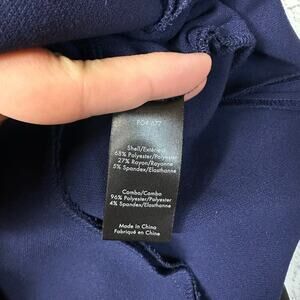 Shell/Extérieur
68% Polyester/Polyester
27% Rayon/Rayonne
5% Spandex/Elasthanne
Combo/Combo
96% Polyester/Polyester
4% Spandex/Elasthanne
Made In China
Fabriqué en Chine